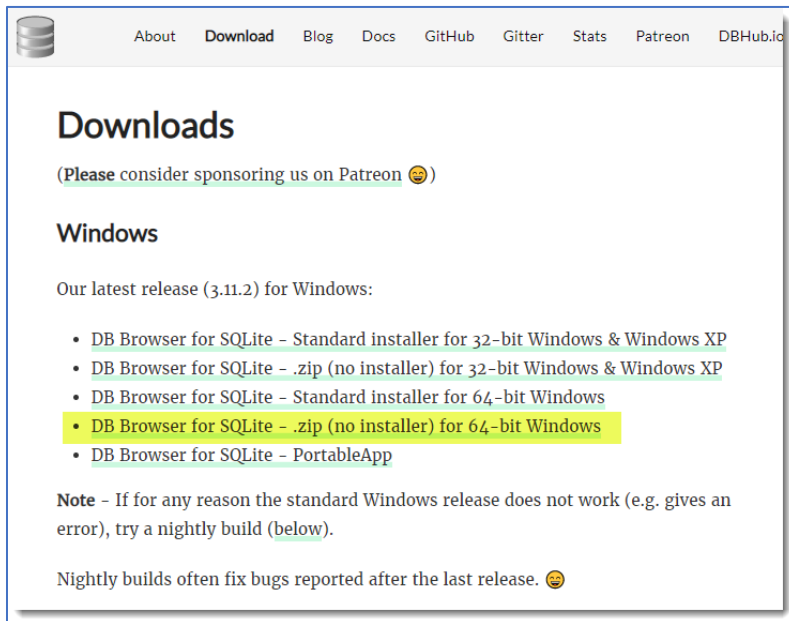 About Download Blog Docs GitHub Gitter Stats Patreon DBHub.io
Downloads
(Please consider sponsoring us on Patreon 😄)
Windows
Our latest release (3.11.2) for Windows:
• DB Browser for SQLite – Standard installer for 32-bit Windows & Windows XP
• DB Browser for SQLite – .zip (no installer) for 32-bit Windows & Windows XP
• DB Browser for SQLite – Standard installer for 64-bit Windows
• DB Browser for SQLite – .zip (no installer) for 64-bit Windows
• DB Browser for SQLite – PortableApp
Note – If for any reason the standard Windows release does not work (e.g. gives an
error), try a nightly build (below).
Nightly builds often fix bugs reported after the last release. 😄